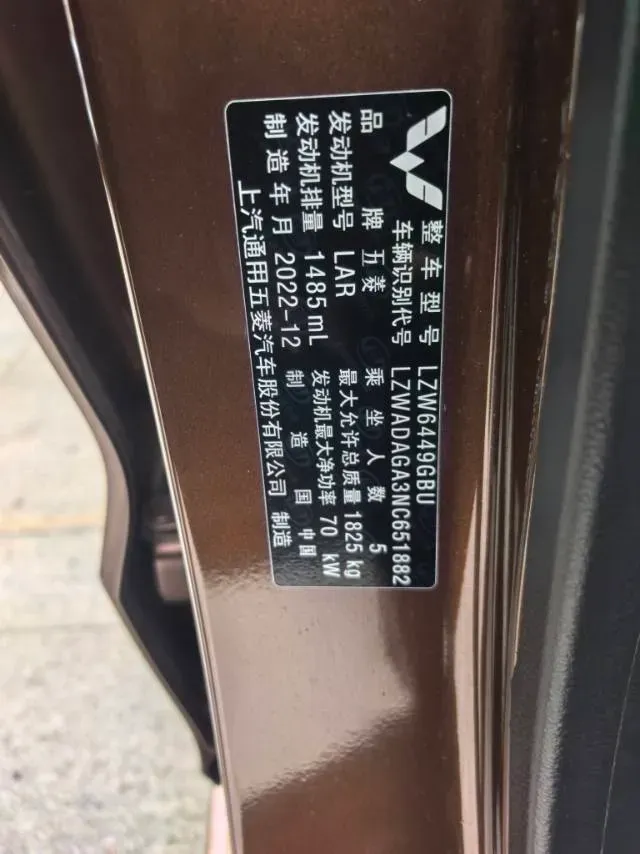 整车型号 LZW6449GBU
车辆识别代号 LZWADAGA3NC651882
品牌 五菱 乘坐人数 5
发动机型号 LAR 最大允许总质量 1825 kg
发动机排量 1485 mL 发动机最大净功率 70 kW
制造年月 2022-12 制造国 中国
上汽通用五菱汽车股份有限公司 制造